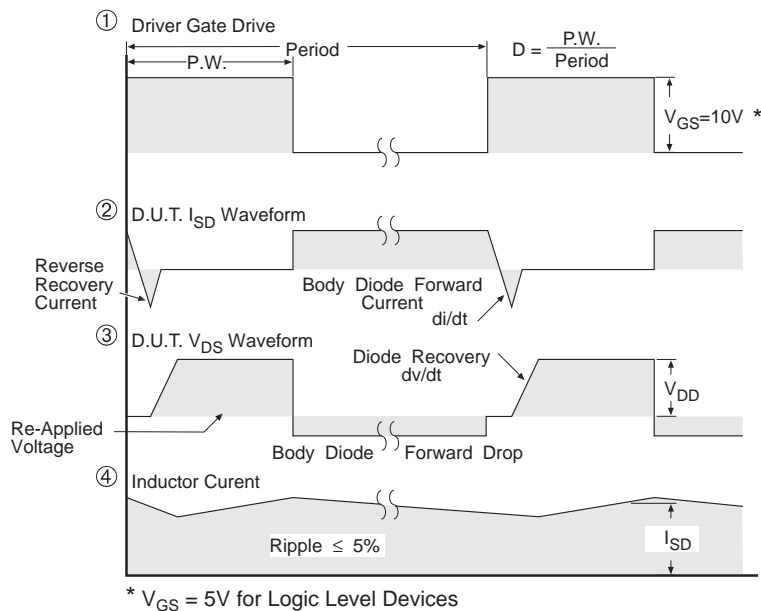 ① Driver Gate Drive
Period
P.W.
D = P.W. / Period
V_GS=10V *
② D.U.T. I_SD Waveform
Reverse
Recovery
Current
Body Diode Forward
Current
di/dt
③ D.U.T. V_DS Waveform
Diode Recovery
dv/dt
V_DD
Re-Applied
Voltage
Body Diode Forward Drop
④ Inductor Curent
Ripple ≤ 5%
I_SD
* V_GS = 5V for Logic Level Devices